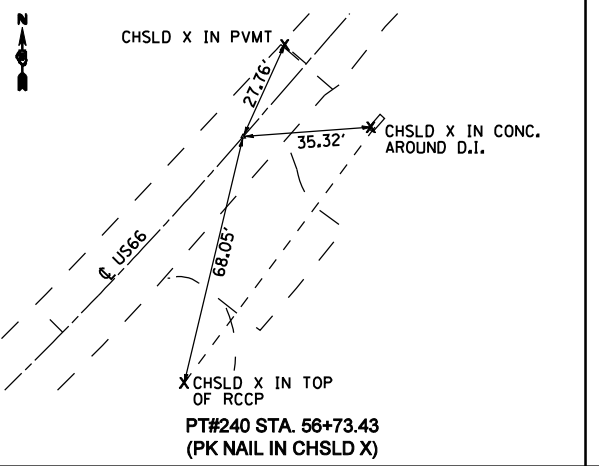 N
CHSLD X IN PVMT
27.76'
35.32'
CHSLD X IN CONC.
AROUND D.I.
℄ US66
68.05'
CHSLD X IN TOP
OF RCCP
PT#240 STA. 56+73.43
(PK NAIL IN CHSLD X)